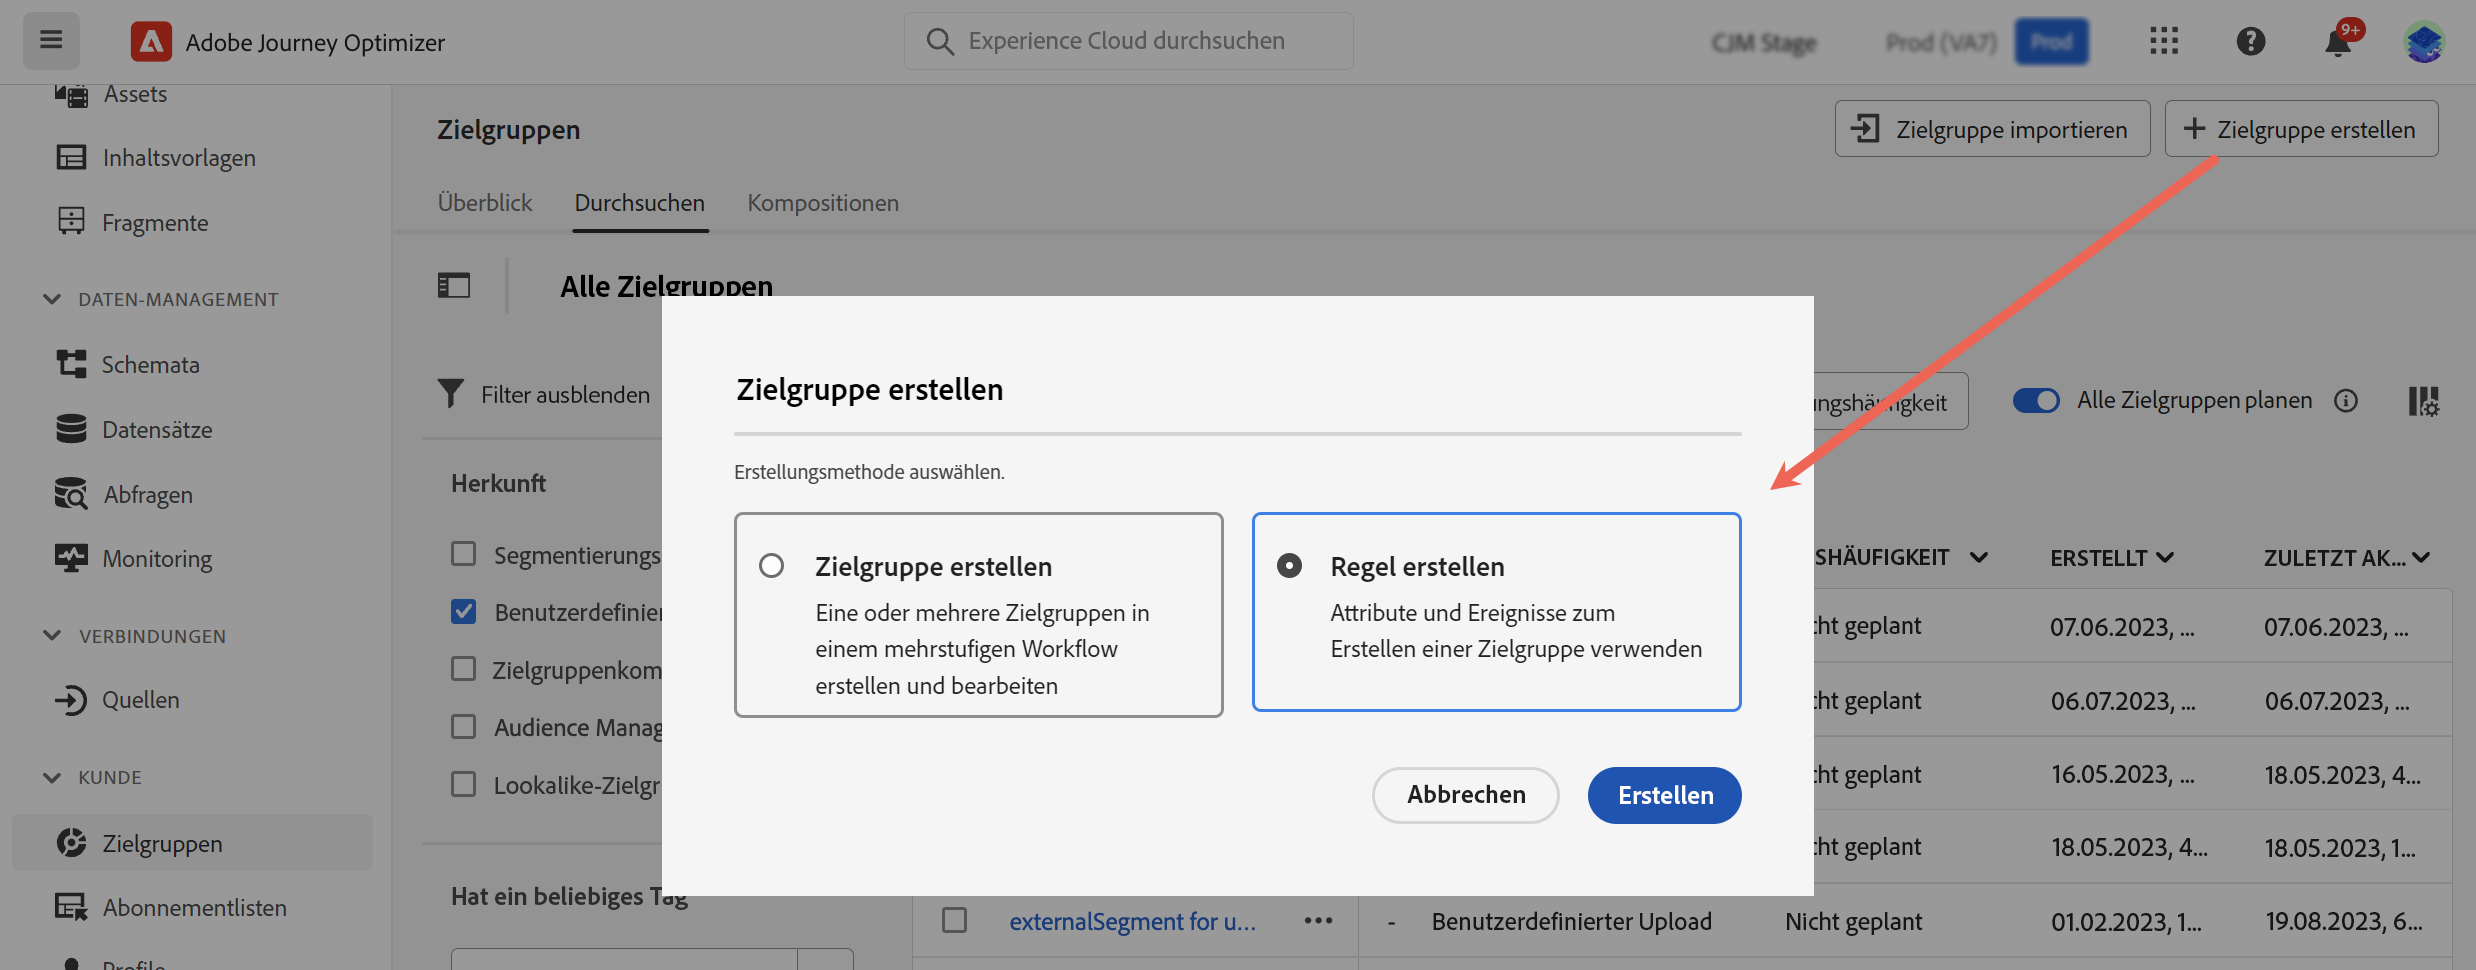 Adobe Journey Optimizer
Experience Cloud durchsuchen
CJM Stage
Prod (VA7)
Prod
9+
Assets
Inhaltsvorlagen
Fragmente
DATEN-MANAGEMENT
Schemata
Datensätze
Abfragen
Monitoring
VERBINDUNGEN
Quellen
KUNDE
Zielgruppen
Abonnementlisten
Profile
Zielgruppen
Zielgruppe importieren
Zielgruppe erstellen
Überblick
Durchsuchen
Kompositionen
Alle Zielgruppen
Filter ausblenden
ungshäufigkeit
Alle Zielgruppen planen
Herkunft
Segmentierungs
Benutzerdefinier
Zielgruppenkom
Audience Manag
Lookalike-Zielgr
Hat ein beliebiges Tag
Zielgruppe erstellen
Erstellungsmethode auswählen.
Zielgruppe erstellen
Eine oder mehrere Zielgruppen in
einem mehrstufigen Workflow
erstellen und bearbeiten
Regel erstellen
Attribute und Ereignisse zum
Erstellen einer Zielgruppe verwenden
Abbrechen
Erstellen
SHÄUFIGKEIT ERSTELLT ZULETZT AK...
cht geplant 07.06.2023, ... 07.06.2023, ...
cht geplant 06.07.2023, ... 06.07.2023, ...
cht geplant 16.05.2023, ... 18.05.2023, 4...
cht geplant 18.05.2023, 4... 18.05.2023, 1...
externalSegment for u... ••• - Benutzerdefinierter Upload Nicht geplant 01.02.2023, 1... 19.08.2023, 6...